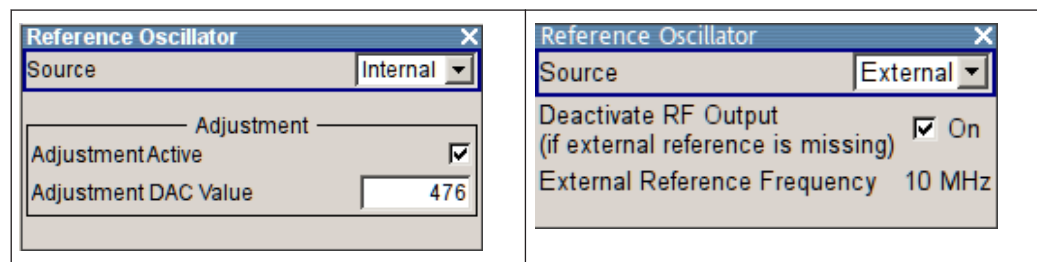 Reference Oscillator
Source Internal
Adjustment
Adjustment Active
Adjustment DAC Value 476
Reference Oscillator
Source External
Deactivate RF Output
(if external reference is missing) On
External Reference Frequency 10 MHz